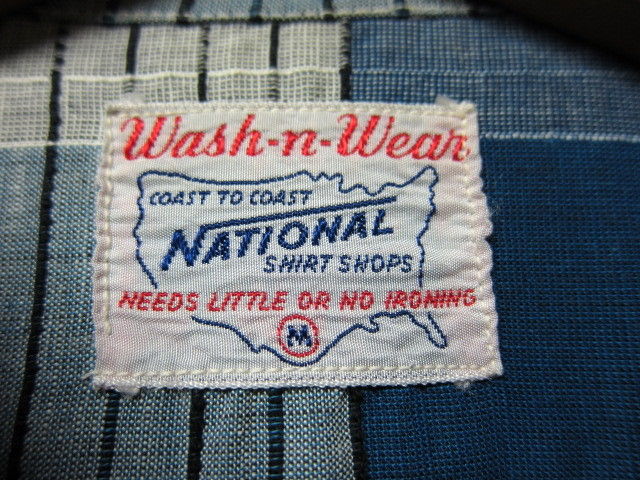 Wash-n-Wear
COAST TO COAST
NATIONAL
SHIRT SHOPS
NEEDS LITTLE OR NO IRONING
M